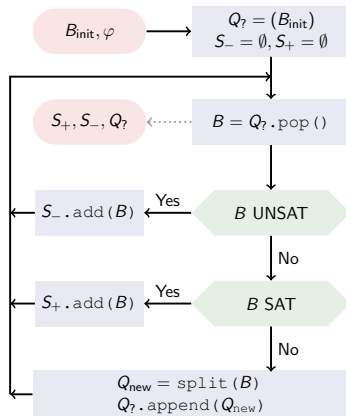 B_init, φ
Q_? = (B_init)
S_− = ∅, S_+ = ∅
S_+, S_−, Q_?
B = Q_?.pop()
S_−.add(B)
Yes
B UNSAT
No
S_+.add(B)
Yes
B SAT
No
Q_new = split(B)
Q_?.append(Q_new)